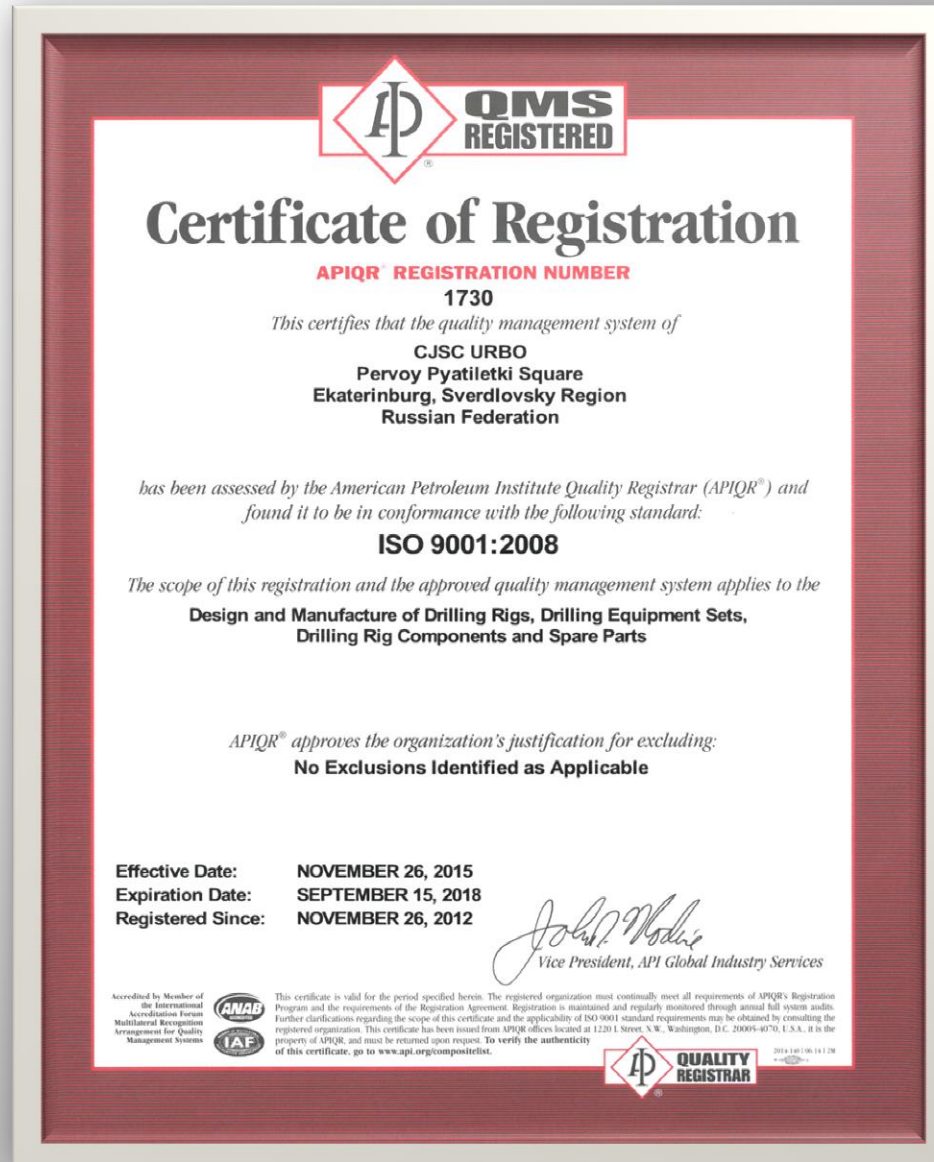 API QMS
REGISTERED
®
Certificate of Registration
APIQR® REGISTRATION NUMBER
1730
This certifies that the quality management system of
CJSC URBO
Pervoy Pyatiletki Square
Ekaterinburg, Sverdlovsky Region
Russian Federation
has been assessed by the American Petroleum Institute Quality Registrar (APIQR®) and
found it to be in conformance with the following standard:
ISO 9001:2008
The scope of this registration and the approved quality management system applies to the
Design and Manufacture of Drilling Rigs, Drilling Equipment Sets,
Drilling Rig Components and Spare Parts
APIQR® approves the organization's justification for excluding:
No Exclusions Identified as Applicable
Effective Date: NOVEMBER 26, 2015
Expiration Date: SEPTEMBER 15, 2018
Registered Since: NOVEMBER 26, 2012
Vice President, API Global Industry Services
Accredited by Member of
the International
Accreditation Forum
Multilateral Recognition
Arrangement for Quality
Management Systems
ANAB
IAF
This certificate is valid for the period specified herein. The registered organization must continually meet all requirements of APIQR's Registration
Program and the requirements of the Registration Agreement. Registration is maintained and regularly monitored through annual full system audits.
Further clarifications regarding the scope of this certificate and the applicability of ISO 9001 standard requirements may be obtained by consulting the
registered organization. This certificate has been issued from APIQR offices located at 1220 L Street, N.W., Washington, D.C. 20005-4070, U.S.A., it is the
property of APIQR, and must be returned upon request. To verify the authenticity
of this certificate, go to www.api.org/compositelist.
API QUALITY
REGISTRAR
®